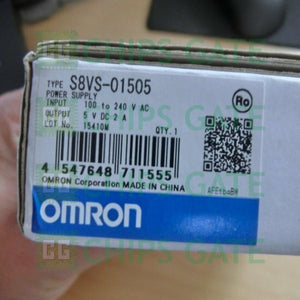 CHIPS GATE
TYPE S8VS-01505
POWER SUPPLY
INPUT 100 to 240 V AC
OUTPUT 5 V DC 2 A
LOT No. 15410M QTY.1
Ro
4 547648 711555
OMRON Corporation MADE IN CHINA
OMRON
CHIPS GATE